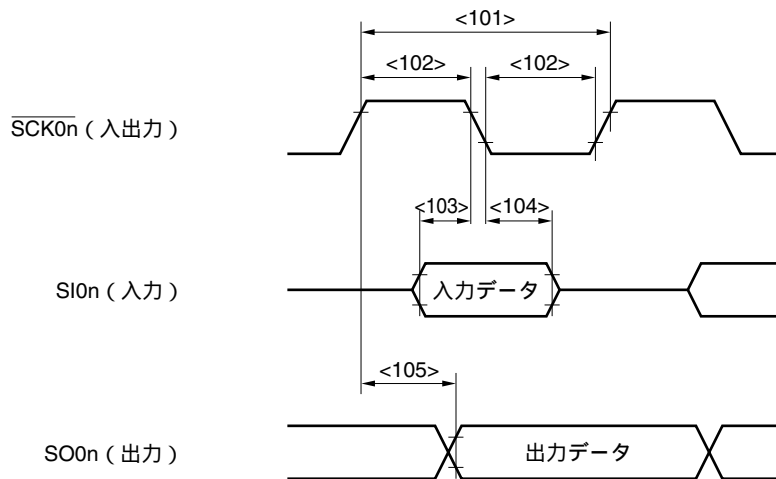 <101>
<102> <102>
SCK0n（入出力）
<103> <104>
SI0n（入力） 入力データ
<105>
SO0n（出力） 出力データ